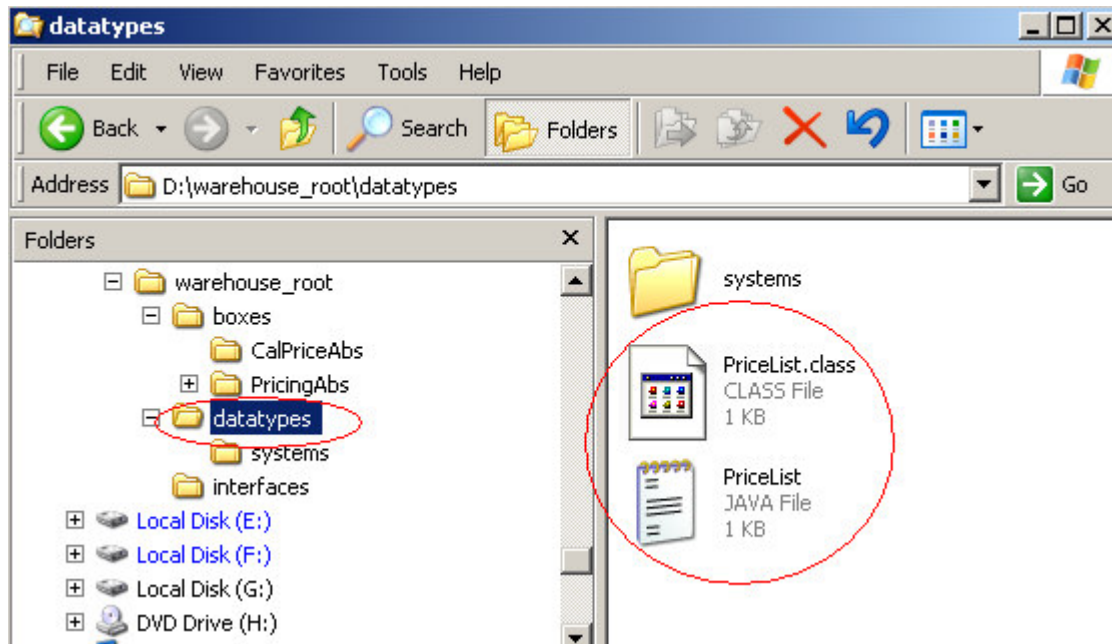 datatypes
File Edit View Favorites Tools Help
Back Search Folders
Address D:\warehouse_root\datatypes Go
Folders
warehouse_root
boxes
CalPriceAbs
PricingAbs
datatypes
systems
interfaces
Local Disk (E:)
Local Disk (F:)
Local Disk (G:)
DVD Drive (H:)
systems
PriceList.class
CLASS File
1 KB
PriceList
JAVA File
1 KB